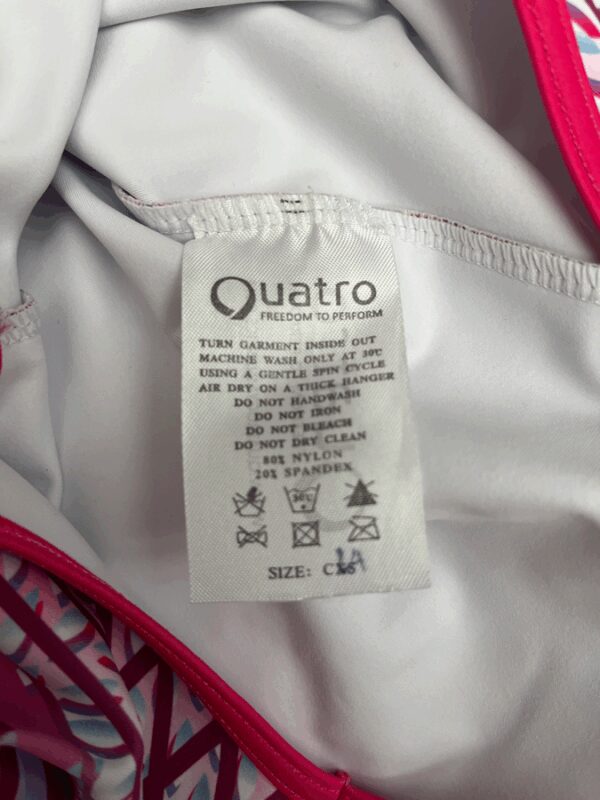 Quatro
FREEDOM TO PERFORM
TURN GARMENT INSIDE OUT
MACHINE WASH ONLY AT 30°C
USING A GENTLE SPIN CYCLE
AIR DRY ON A THICK HANGER
DO NOT HANDWASH
DO NOT IRON
DO NOT BLEACH
DO NOT DRY CLEAN
80% NYLON
20% SPANDEX
30°C
SIZE: